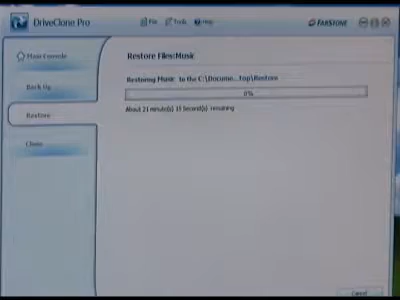 DriveClone Pro
File Tools Help
FARSTONE
Main Console
Restore Files:Music
Back Up
Restoring Music to the C:\Docume...top\Restore
0%
Restore
About 21 minute(s) 15 Second(s) remaining
Clone
Cancel